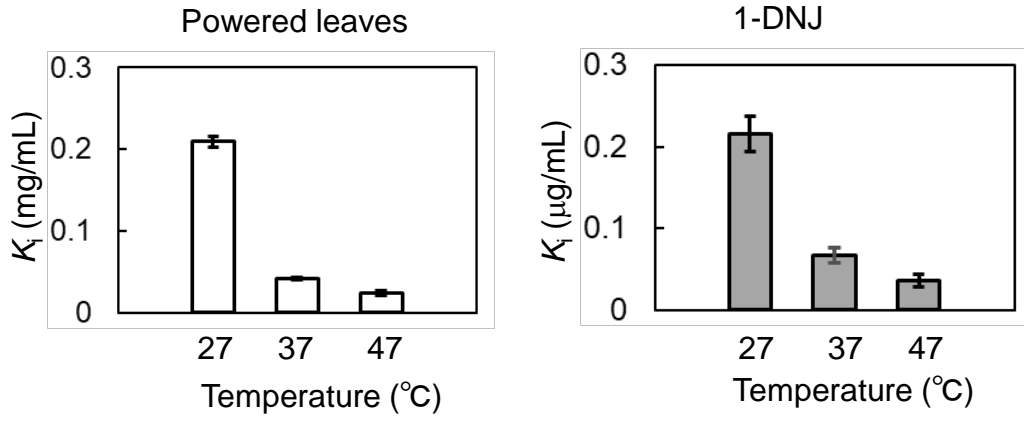 Powered leaves
0.3
0.2
0.1
0
Ki (mg/mL)
27 37 47
Temperature (℃)
1-DNJ
0.3
0.2
0.1
0
Ki (μg/mL)
27 37 47
Temperature (℃)